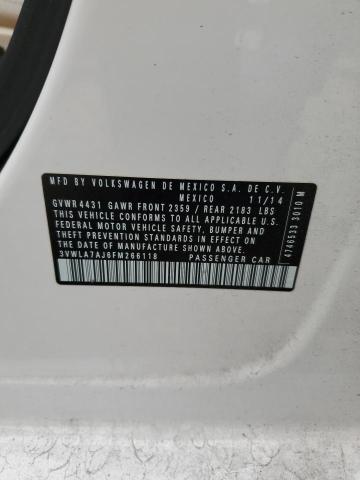 MFD BY VOLKSWAGEN DE MEXICO S.A. DE C.V.
MEXICO 11/14
GVWR 4431 GAWR FRONT 2359 / REAR 2183 LBS
THIS VEHICLE CONFORMS TO ALL APPLICABLE U.S.
FEDERAL MOTOR VEHICLE SAFETY, BUMPER AND
THEFT PREVENTION STANDARDS IN EFFECT ON
THE DATE OF MANUFACTURE SHOWN ABOVE.
3VWLA7AJ6FM266118 PASSENGER CAR
4746533 3010 M